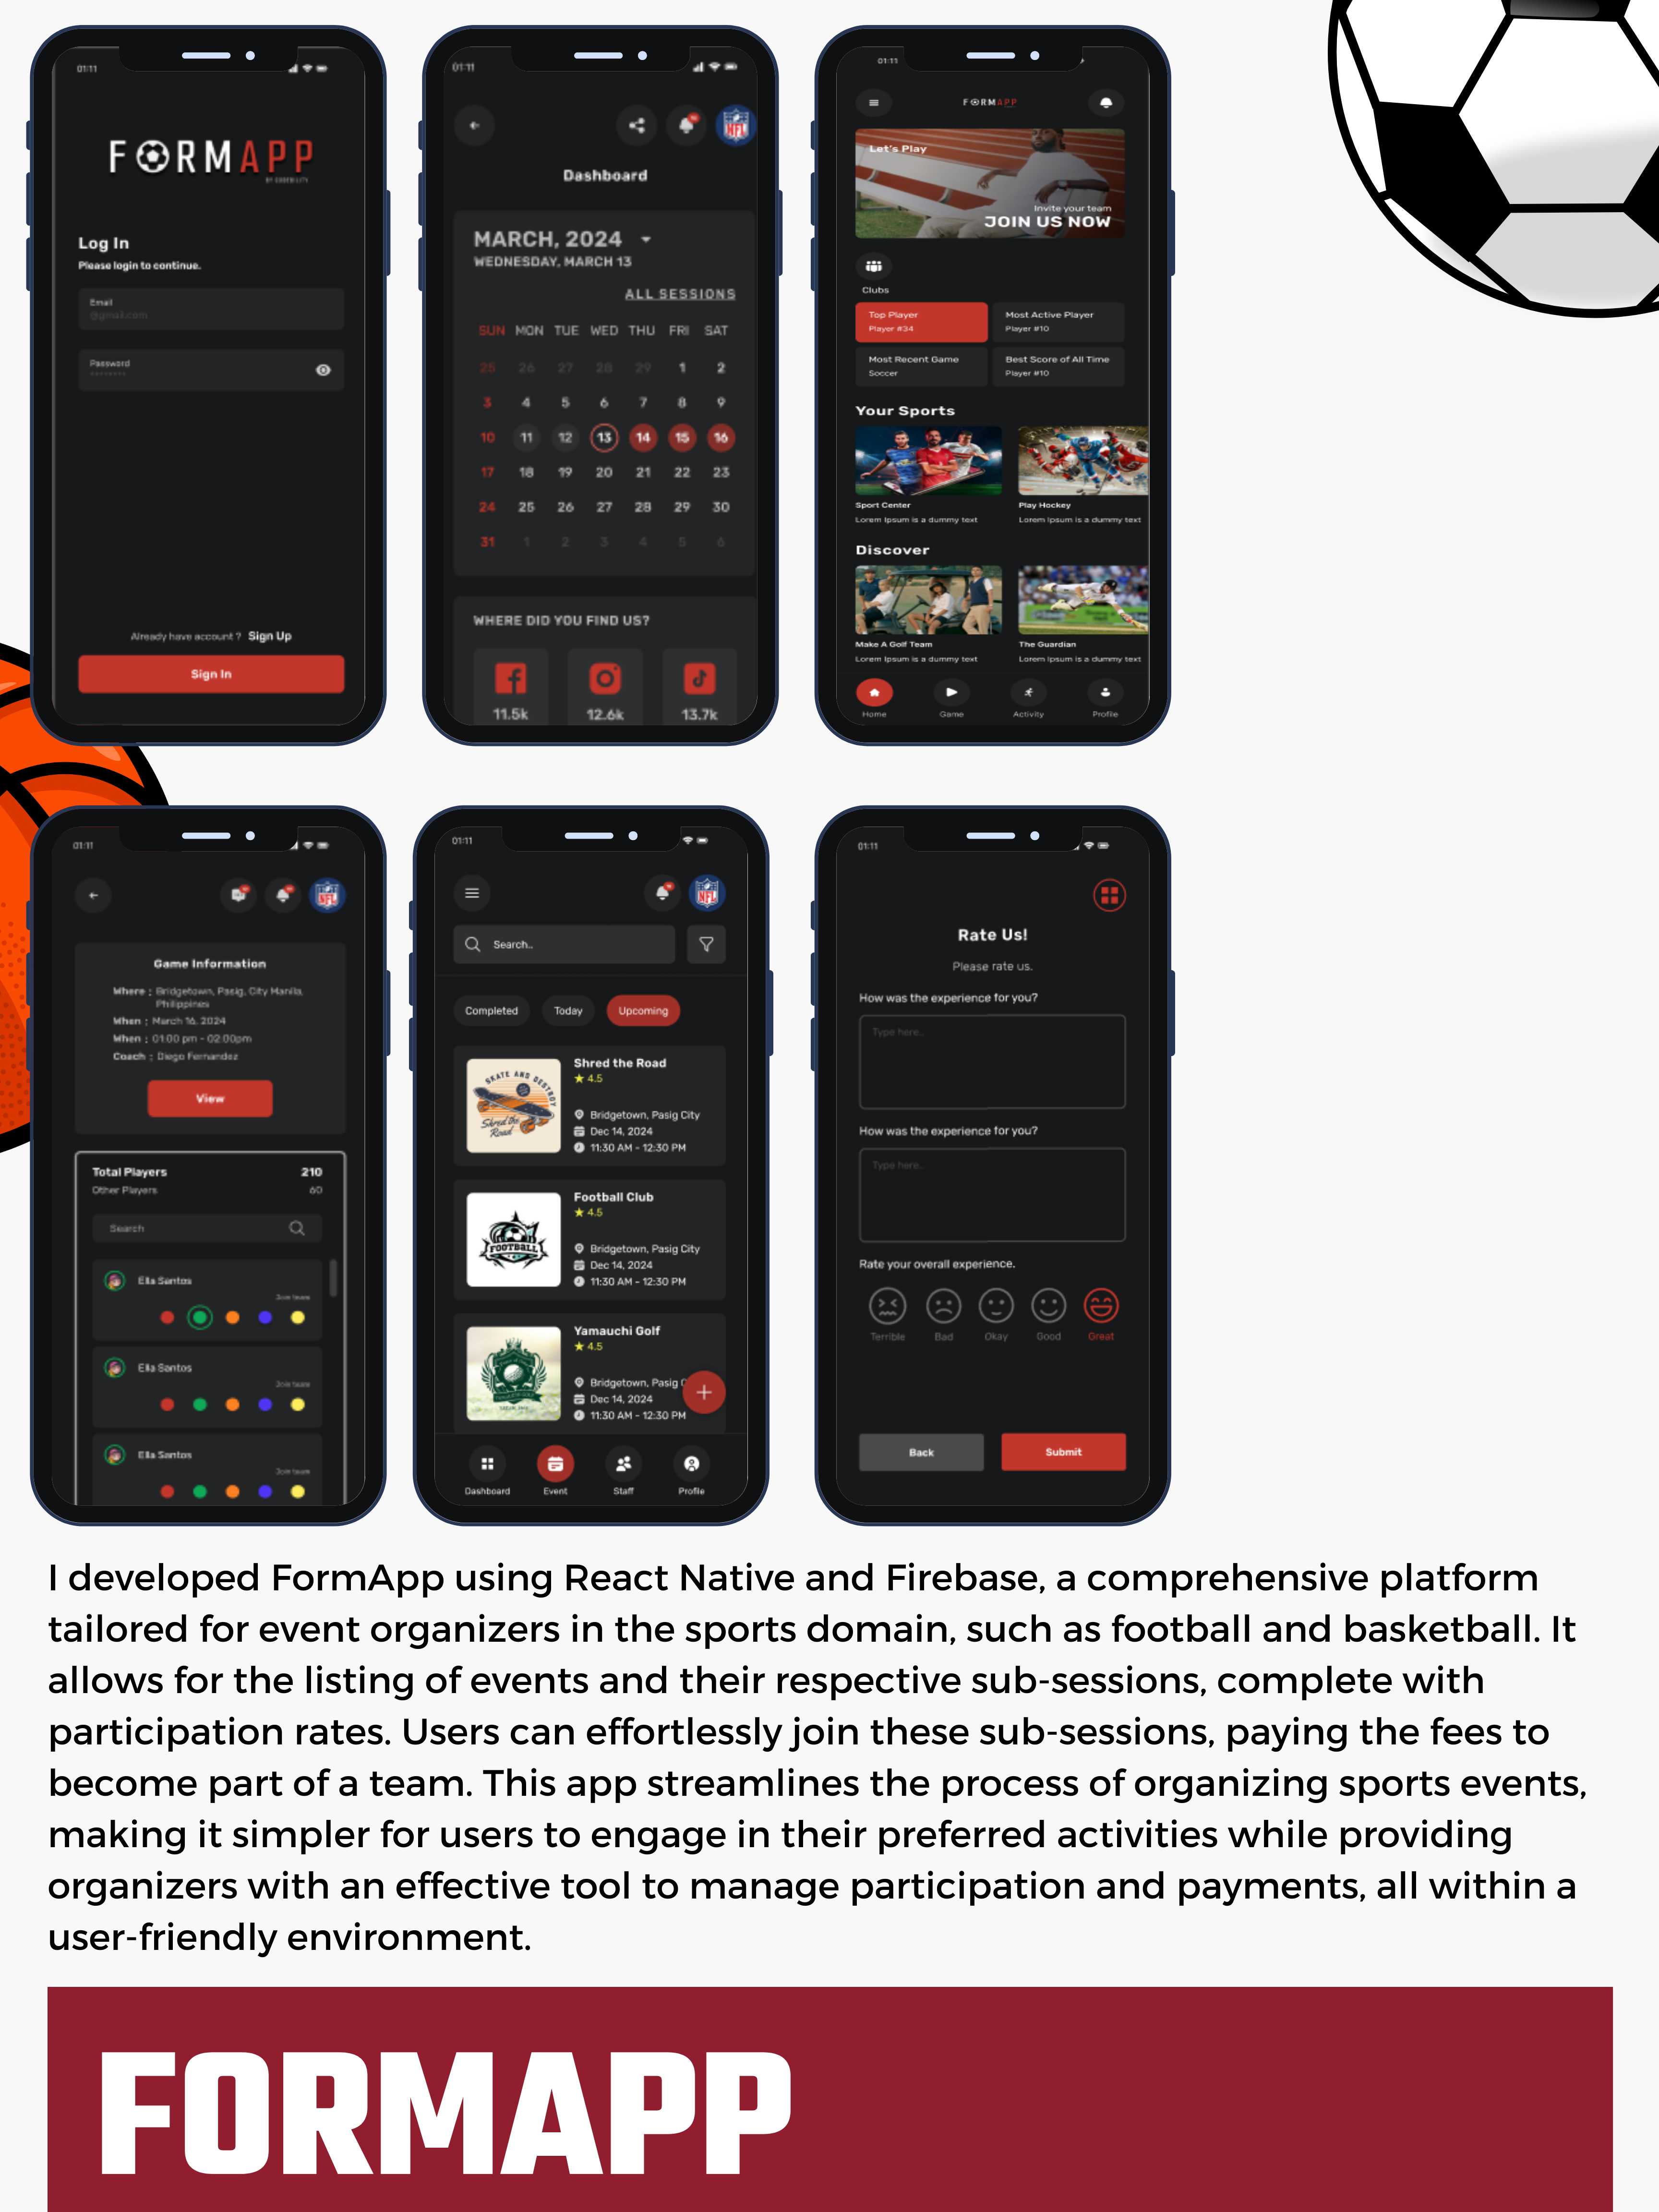 01:11
FORMAPP
Log In
Please login to continue.
Email
@gmail.com
Password
Already have account ? Sign Up
Sign In
01:11
NFL
Dashboard
MARCH, 2024
WEDNESDAY, MARCH 13
ALL SESSIONS
SUN MON TUE WED THU FRI SAT
25 26 27 28 29 1 2
3 4 5 6 7 8 9
10 11 12 13 14 15 16
17 18 19 20 21 22 23
24 25 26 27 28 29 30
31 1 2 3 4 5 6
WHERE DID YOU FIND US?
11.5k 12.6k 13.7k
01:11
FORMAPP
Let's Play
Invite your team
JOIN US NOW
Clubs
Top Player
Player #34
Most Active Player
Player #10
Most Recent Game
Soccer
Best Score of All Time
Player #10
Your Sports
Sport Center
Lorem Ipsum is a dummy text
Play Hockey
Lorem Ipsum is a dummy text
Discover
Make A Golf Team
Lorem Ipsum is a dummy text
The Guardian
Lorem Ipsum is a dummy text
Home Game Activity Profile
01:11
NFL
Game Information
Where : Bridgetown, Pasig, City Manila,
Philippines
When : March 16, 2024
When : 01:00 pm - 02:00pm
Coach : Diego Fernandez
View
Total Players 210
Other Players 60
Search
Ella Santos
Join team
Ella Santos
Join team
Ella Santos
Join team
01:11
NFL
Search..
Completed Today Upcoming
SKATE AND DESTROY
Shred the
Road
Shred the Road
4.5
Bridgetown, Pasig City
Dec 14, 2024
11:30 AM - 12:30 PM
FOOTBALL
Football Club
4.5
Bridgetown, Pasig City
Dec 14, 2024
11:30 AM - 12:30 PM
Yamauchi Golf
4.5
Bridgetown, Pasig C
Dec 14, 2024
11:30 AM - 12:30 PM
Dashboard Event Staff Profile
01:11
Rate Us!
Please rate us.
How was the experience for you?
Type here..
How was the experience for you?
Type here..
Rate your overall experience.
Terrible Bad Okay Good Great
Back Submit
I developed FormApp using React Native and Firebase, a comprehensive platform
tailored for event organizers in the sports domain, such as football and basketball. It
allows for the listing of events and their respective sub-sessions, complete with
participation rates. Users can effortlessly join these sub-sessions, paying the fees to
become part of a team. This app streamlines the process of organizing sports events,
making it simpler for users to engage in their preferred activities while providing
organizers with an effective tool to manage participation and payments, all within a
user-friendly environment.
FORMAPP